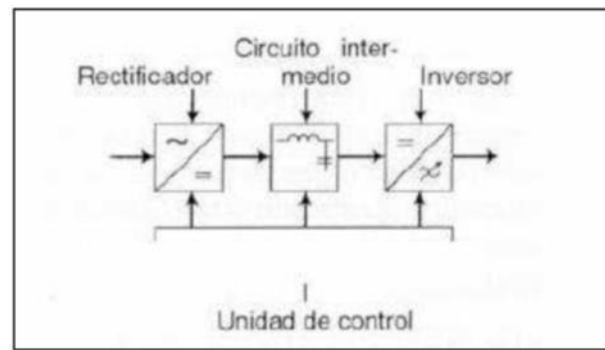 Circuito inter-
medio
Rectificador
Inversor
Unidad de control